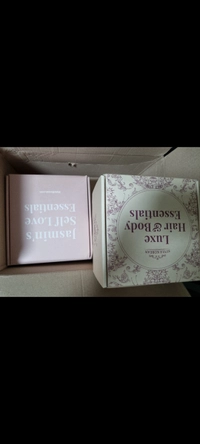 Jasmin's
Self Love
Essentials
Luxe
Hair & Body
Essentials